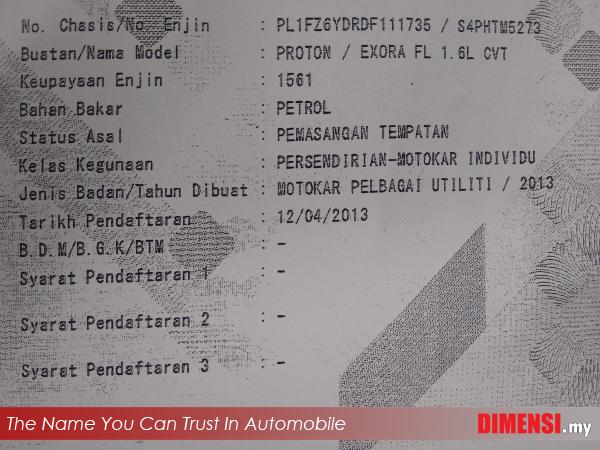 No. Chasis/No. Enjin : PL1FZ6YDRDF111735 / S4PHTM5273
Buatan/Nama Model : PROTON / EXORA FL 1.6L CVT
Keupayaan Enjin : 1561
Bahan Bakar : PETROL
Status Asal : PEMASANGAN TEMPATAN
Kelas Kegunaan : PERSENDIRIAN-MOTOKAR INDIVIDU
Jenis Badan/Tahun Dibuat : MOTOKAR PELBAGAI UTILITI / 2013
Tarikh Pendaftaran : 12/04/2013
B.D.M/B.G.K/BTM : -
Syarat Pendaftaran 1 : -
Syarat Pendaftaran 2 : -
Syarat Pendaftaran 3 : -
The Name You Can Trust In Automobile DIMENSI.my